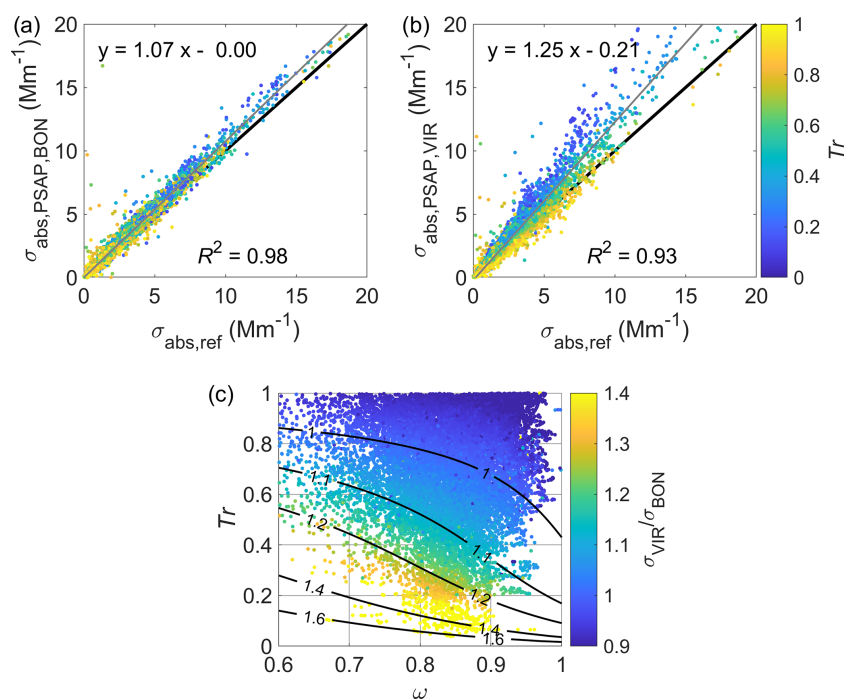 (a)
y = 1.07 x - 0.00
R² = 0.98
20
15
10
5
0
0 5 10 15 20
σabs,PSAP,BON (Mm⁻¹)
σabs,ref (Mm⁻¹)
(b)
y = 1.25 x - 0.21
R² = 0.93
20
15
10
5
0
0 5 10 15 20
σabs,PSAP,VIR (Mm⁻¹)
σabs,ref (Mm⁻¹)
1
0.8
0.6
0.4
0.2
0
Tr
(c)
1
0.8
0.6
0.4
0.2
0
0.6 0.7 0.8 0.9 1
Tr
ω
1 1
1.1 1.1
1.2 1.2
1.4 1.4
1.6 1.6
1.4
1.3
1.2
1.1
1
0.9
σVIR/σBON